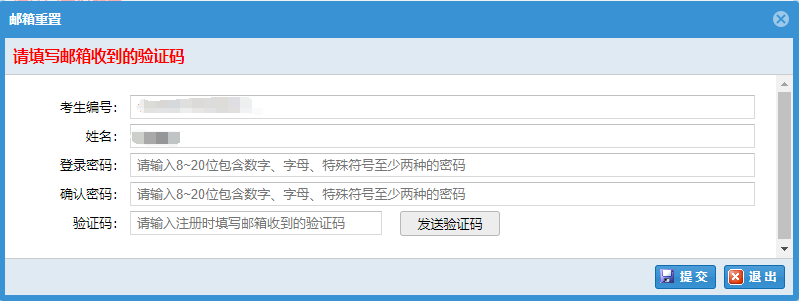 邮箱重置
请填写邮箱收到的验证码
考生编号：
姓名：
登录密码： 请输入8~20位包含数字、字母、特殊符号至少两种的密码
确认密码： 请输入8~20位包含数字、字母、特殊符号至少两种的密码
验证码： 请输入注册时填写邮箱收到的验证码 发送验证码
提交 退出